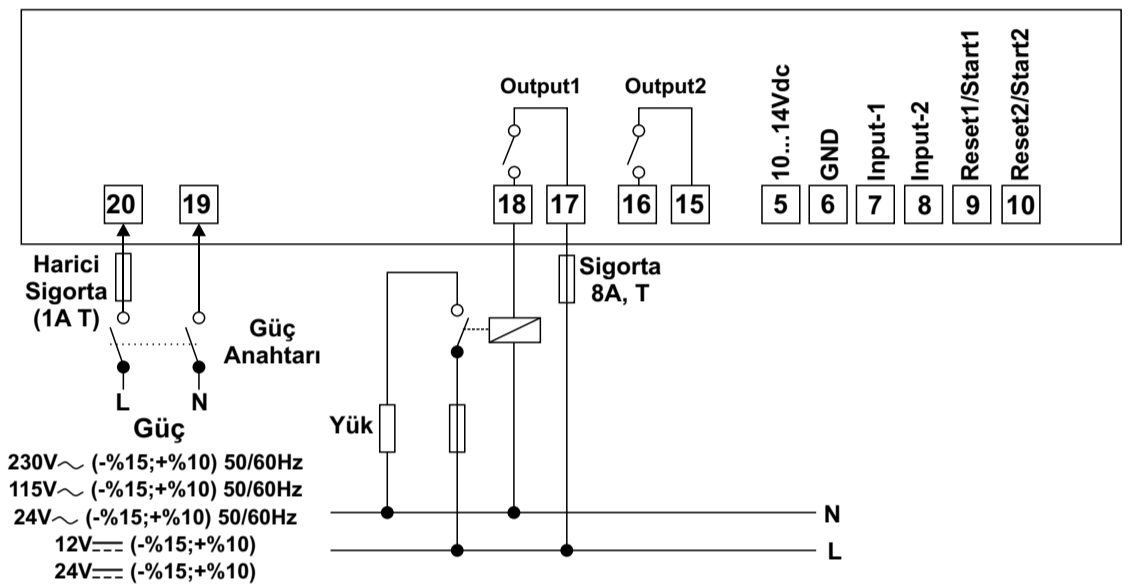 Output1
Output2
10...14Vdc
GND
Input-1
Input-2
Reset1/Start1
Reset2/Start2
20
19
18
17
16
15
5
6
7
8
9
10
Harici
Sigorta
(1A T)
Güç
Anahtarı
Sigorta
8A, T
L
N
Güç
Yük
230V～ (-%15;+%10) 50/60Hz
115V～ (-%15;+%10) 50/60Hz
24V～ (-%15;+%10) 50/60Hz
12V⎓ (-%15;+%10)
24V⎓ (-%15;+%10)
N
L